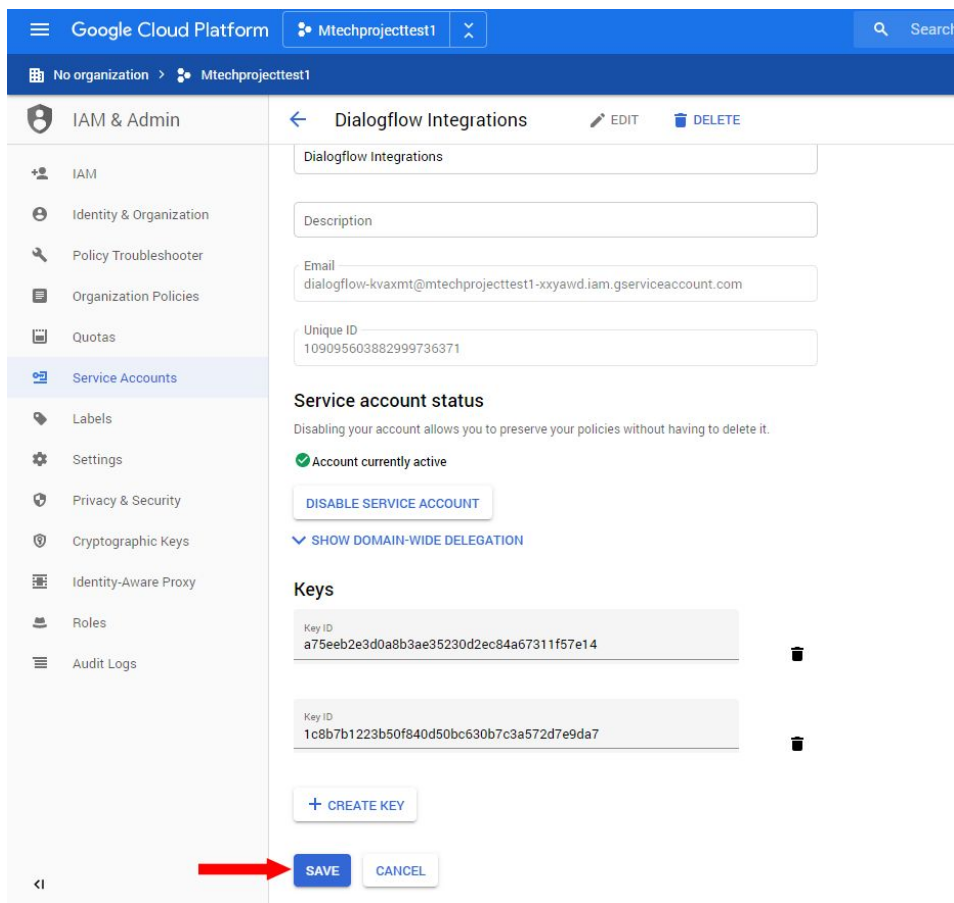 Google Cloud Platform
Mtechprojecttest1
Search
No organization > Mtechprojecttest1
IAM & Admin
Dialogflow Integrations
EDIT
DELETE
IAM
Identity & Organization
Policy Troubleshooter
Organization Policies
Quotas
Service Accounts
Labels
Settings
Privacy & Security
Cryptographic Keys
Identity-Aware Proxy
Roles
Audit Logs
Dialogflow Integrations
Description
Email
dialogflow-kvaxmt@mtechprojecttest1-xxyawd.iam.gserviceaccount.com
Unique ID
109095603882999736371
Service account status
Disabling your account allows you to preserve your policies without having to delete it.
Account currently active
DISABLE SERVICE ACCOUNT
SHOW DOMAIN-WIDE DELEGATION
Keys
Key ID
a75eeb2e3d0a8b3ae35230d2ec84a67311f57e14
Key ID
1c8b7b1223b50f840d50bc630b7c3a572d7e9da7
+ CREATE KEY
SAVE
CANCEL